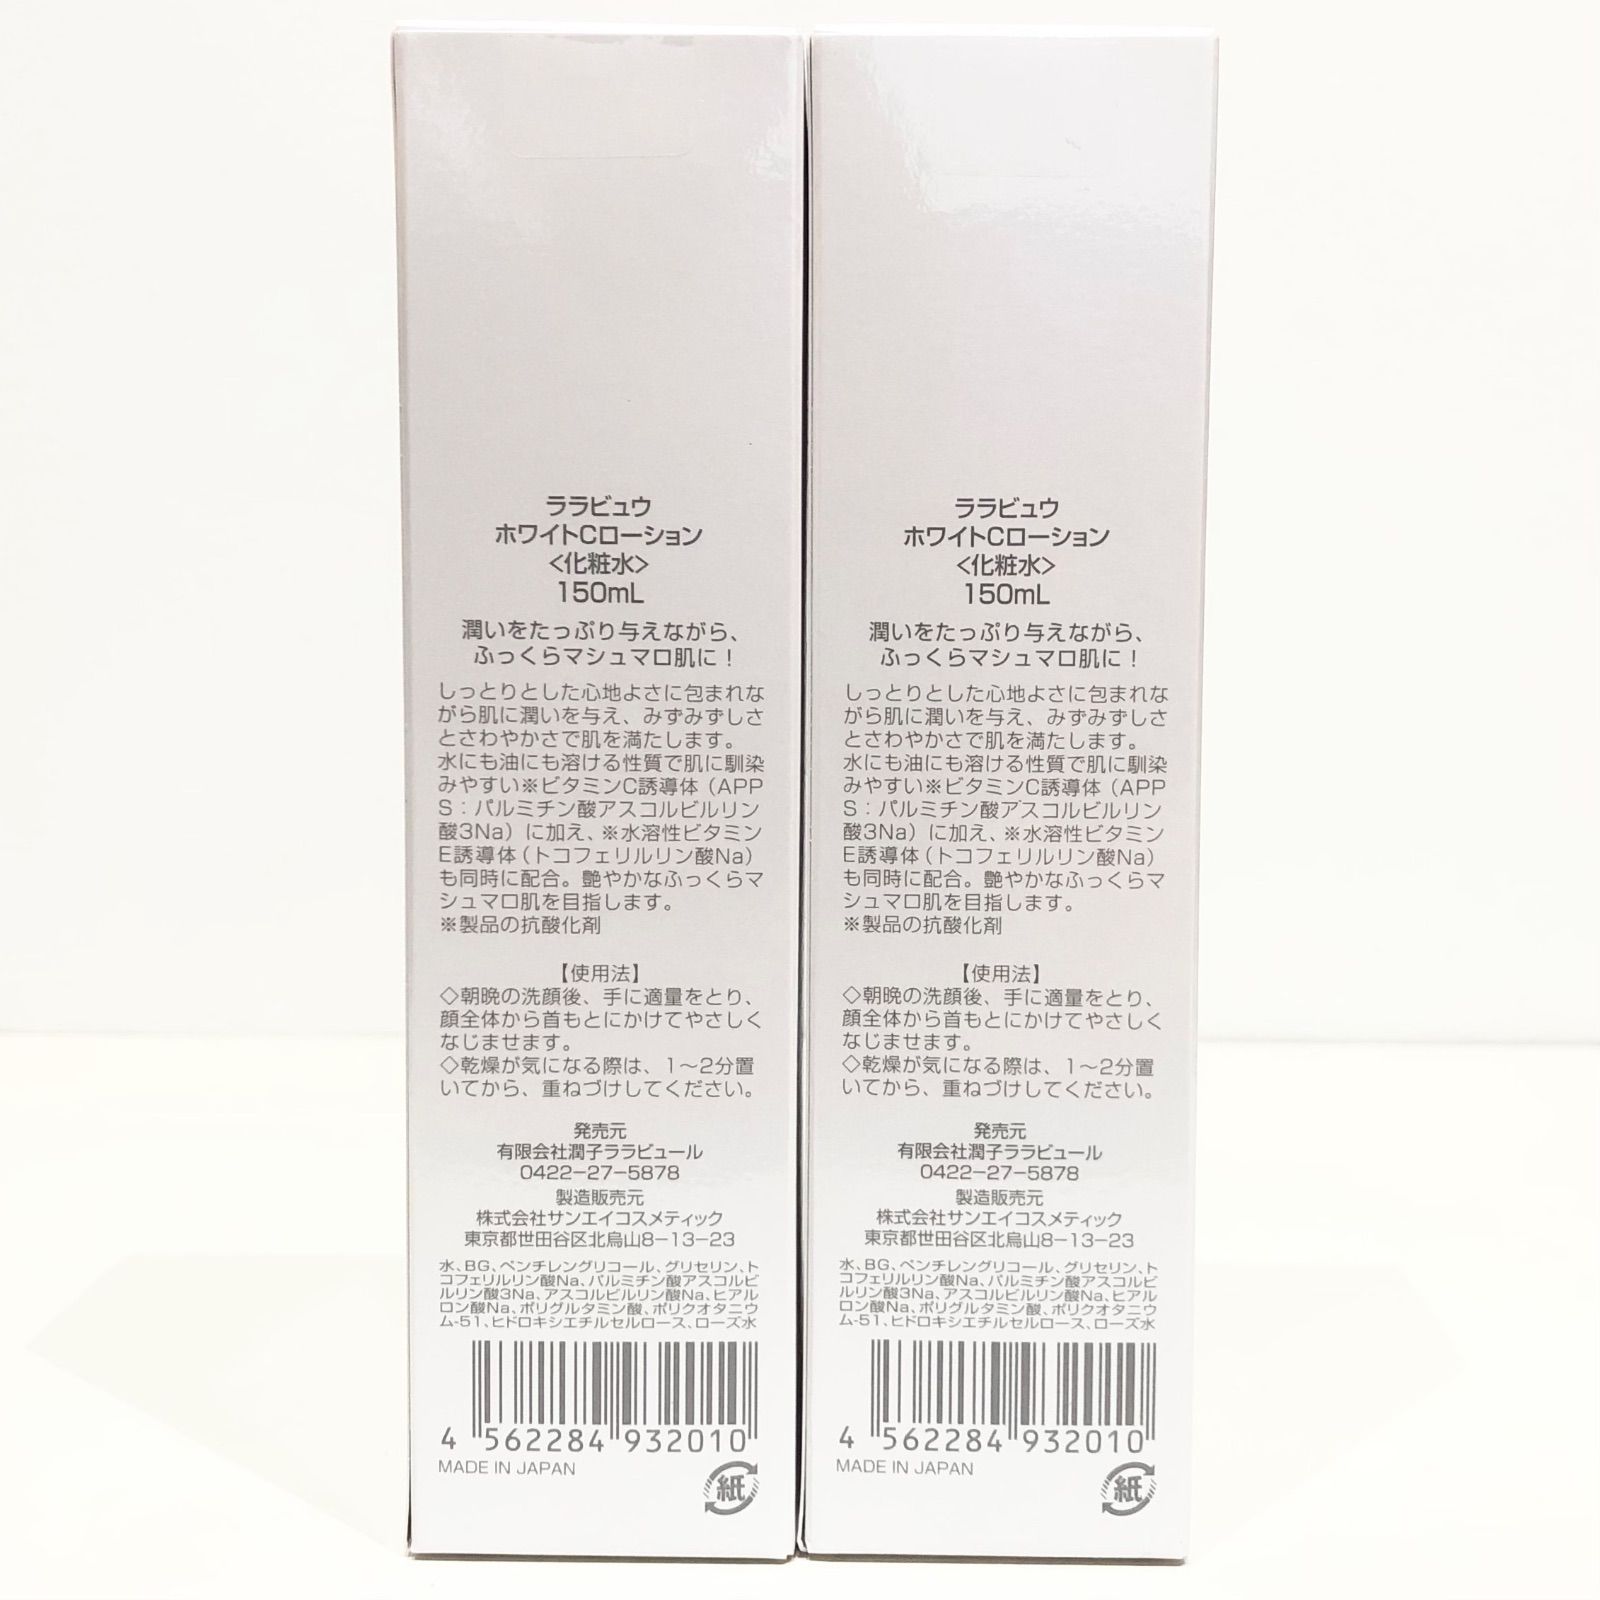 ララビュウ
ホワイトCローション
<化粧水>
150mL
潤いをたっぷり与えながら、
ふっくらマシュマロ肌に!
しっとりとした心地よさに包まれな
がら肌に潤いを与え、みずみずしさ
とさわやかさで肌を満たします。
水にも油にも溶ける性質で肌に馴染
みやすい※ビタミンC誘導体(APP
S:パルミチン酸アスコルビルリン
酸3Na)に加え、※水溶性ビタミン
E誘導体(トコフェリルリン酸Na)
も同時に配合。艶やかなふっくらマ
シュマロ肌を目指します。
※製品の抗酸化剤
【使用法】
◇朝晩の洗顔後、手に適量をとり、
顔全体から首もとにかけてやさしく
なじませます。
◇乾燥が気になる際は、1〜2分置
いてから、重ねづけしてください。
発売元
有限会社潤子ララビュール
0422-27-5878
製造販売元
株式会社サンエイコスメティック
東京都世田谷区北烏山8-13-23
水、BG、ペンチレングリコール、グリセリン、ト
コフェリルリン酸Na、パルミチン酸アスコルビ
ルリン酸3Na、アスコルビルリン酸Na、ヒアル
ロン酸Na、ポリグルタミン酸、ポリクオタニウ
ム-51、ヒドロキシエチルセルロース、ローズ水
4 562284 932010
MADE IN JAPAN
紙
ララビュウ
ホワイトCローション
<化粧水>
150mL
潤いをたっぷり与えながら、
ふっくらマシュマロ肌に!
しっとりとした心地よさに包まれな
がら肌に潤いを与え、みずみずしさ
とさわやかさで肌を満たします。
水にも油にも溶ける性質で肌に馴染
みやすい※ビタミンC誘導体(APP
S:パルミチン酸アスコルビルリン
酸3Na)に加え、※水溶性ビタミン
E誘導体(トコフェリルリン酸Na)
も同時に配合。艶やかなふっくらマ
シュマロ肌を目指します。
※製品の抗酸化剤
【使用法】
◇朝晩の洗顔後、手に適量をとり、
顔全体から首もとにかけてやさしく
なじませます。
◇乾燥が気になる際は、1〜2分置
いてから、重ねづけしてください。
発売元
有限会社潤子ララビュール
0422-27-5878
製造販売元
株式会社サンエイコスメティック
東京都世田谷区北烏山8-13-23
水、BG、ペンチレングリコール、グリセリン、ト
コフェリルリン酸Na、パルミチン酸アスコルビ
ルリン酸3Na、アスコルビルリン酸Na、ヒアル
ロン酸Na、ポリグルタミン酸、ポリクオタニウ
ム-51、ヒドロキシエチルセルロース、ローズ水
4 562284 932010
MADE IN JAPAN
紙